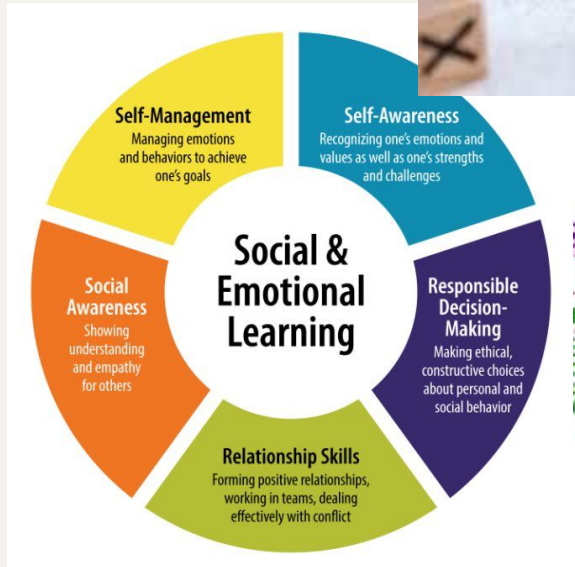 Self-Management
Managing emotions
and behaviors to achieve
one's goals
Self-Awareness
Recognizing one's emotions and
values as well as one's strengths
and challenges
Social &
Emotional
Learning
Social
Awareness
Showing
understanding
and empathy
for others
Responsible
Decision-
Making
Making ethical,
constructive choices
about personal and
social behavior
Relationship Skills
Forming positive relationships,
working in teams, dealing
effectively with conflict